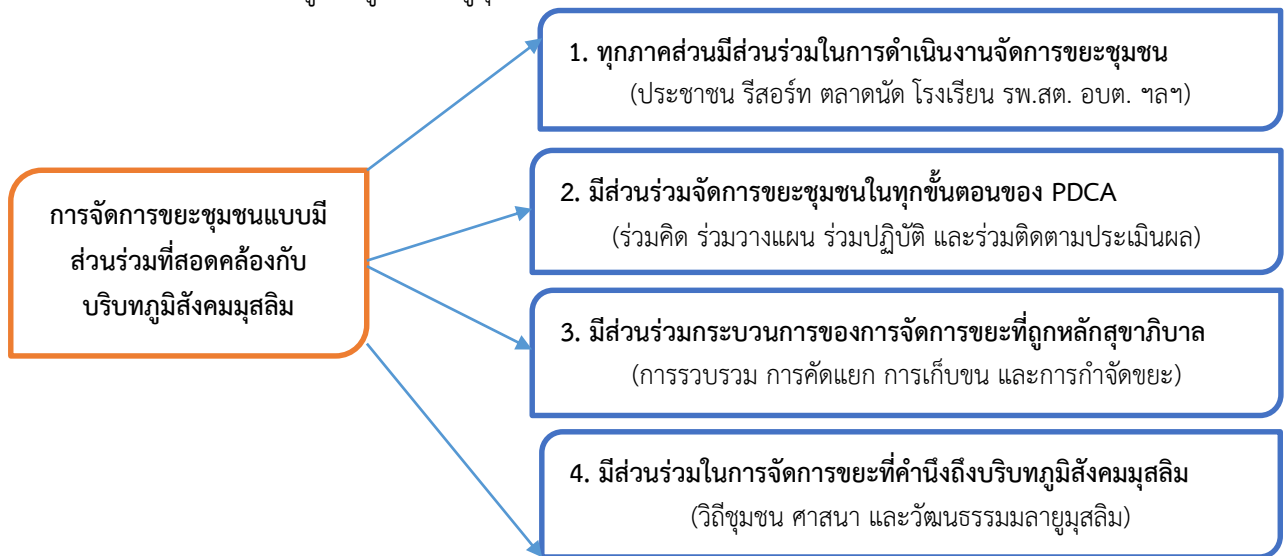 การจัดการขยะชุมชนแบบมี
ส่วนร่วมที่สอดคล้องกับ
บริบทภูมิสังคมมุสลิม
1. ทุกภาคส่วนมีส่วนร่วมในการดำเนินงานจัดการขยะชุมชน
(ประชาชน รีสอร์ท ตลาดนัด โรงเรียน รพ.สต. อบต. ฯลฯ)
2. มีส่วนร่วมจัดการขยะชุมชนในทุกขั้นตอนของ PDCA
(ร่วมคิด ร่วมวางแผน ร่วมปฏิบัติ และร่วมติดตามประเมินผล)
3. มีส่วนร่วมกระบวนการของการจัดการขยะที่ถูกหลักสุขาภิบาล
(การรวบรวม การคัดแยก การเก็บขน และการกำจัดขยะ)
4. มีส่วนร่วมในการจัดการขยะที่คำนึงถึงบริบทภูมิสังคมมุสลิม
(วิถีชุมชน ศาสนา และวัฒนธรรมมลายูมุสลิม)